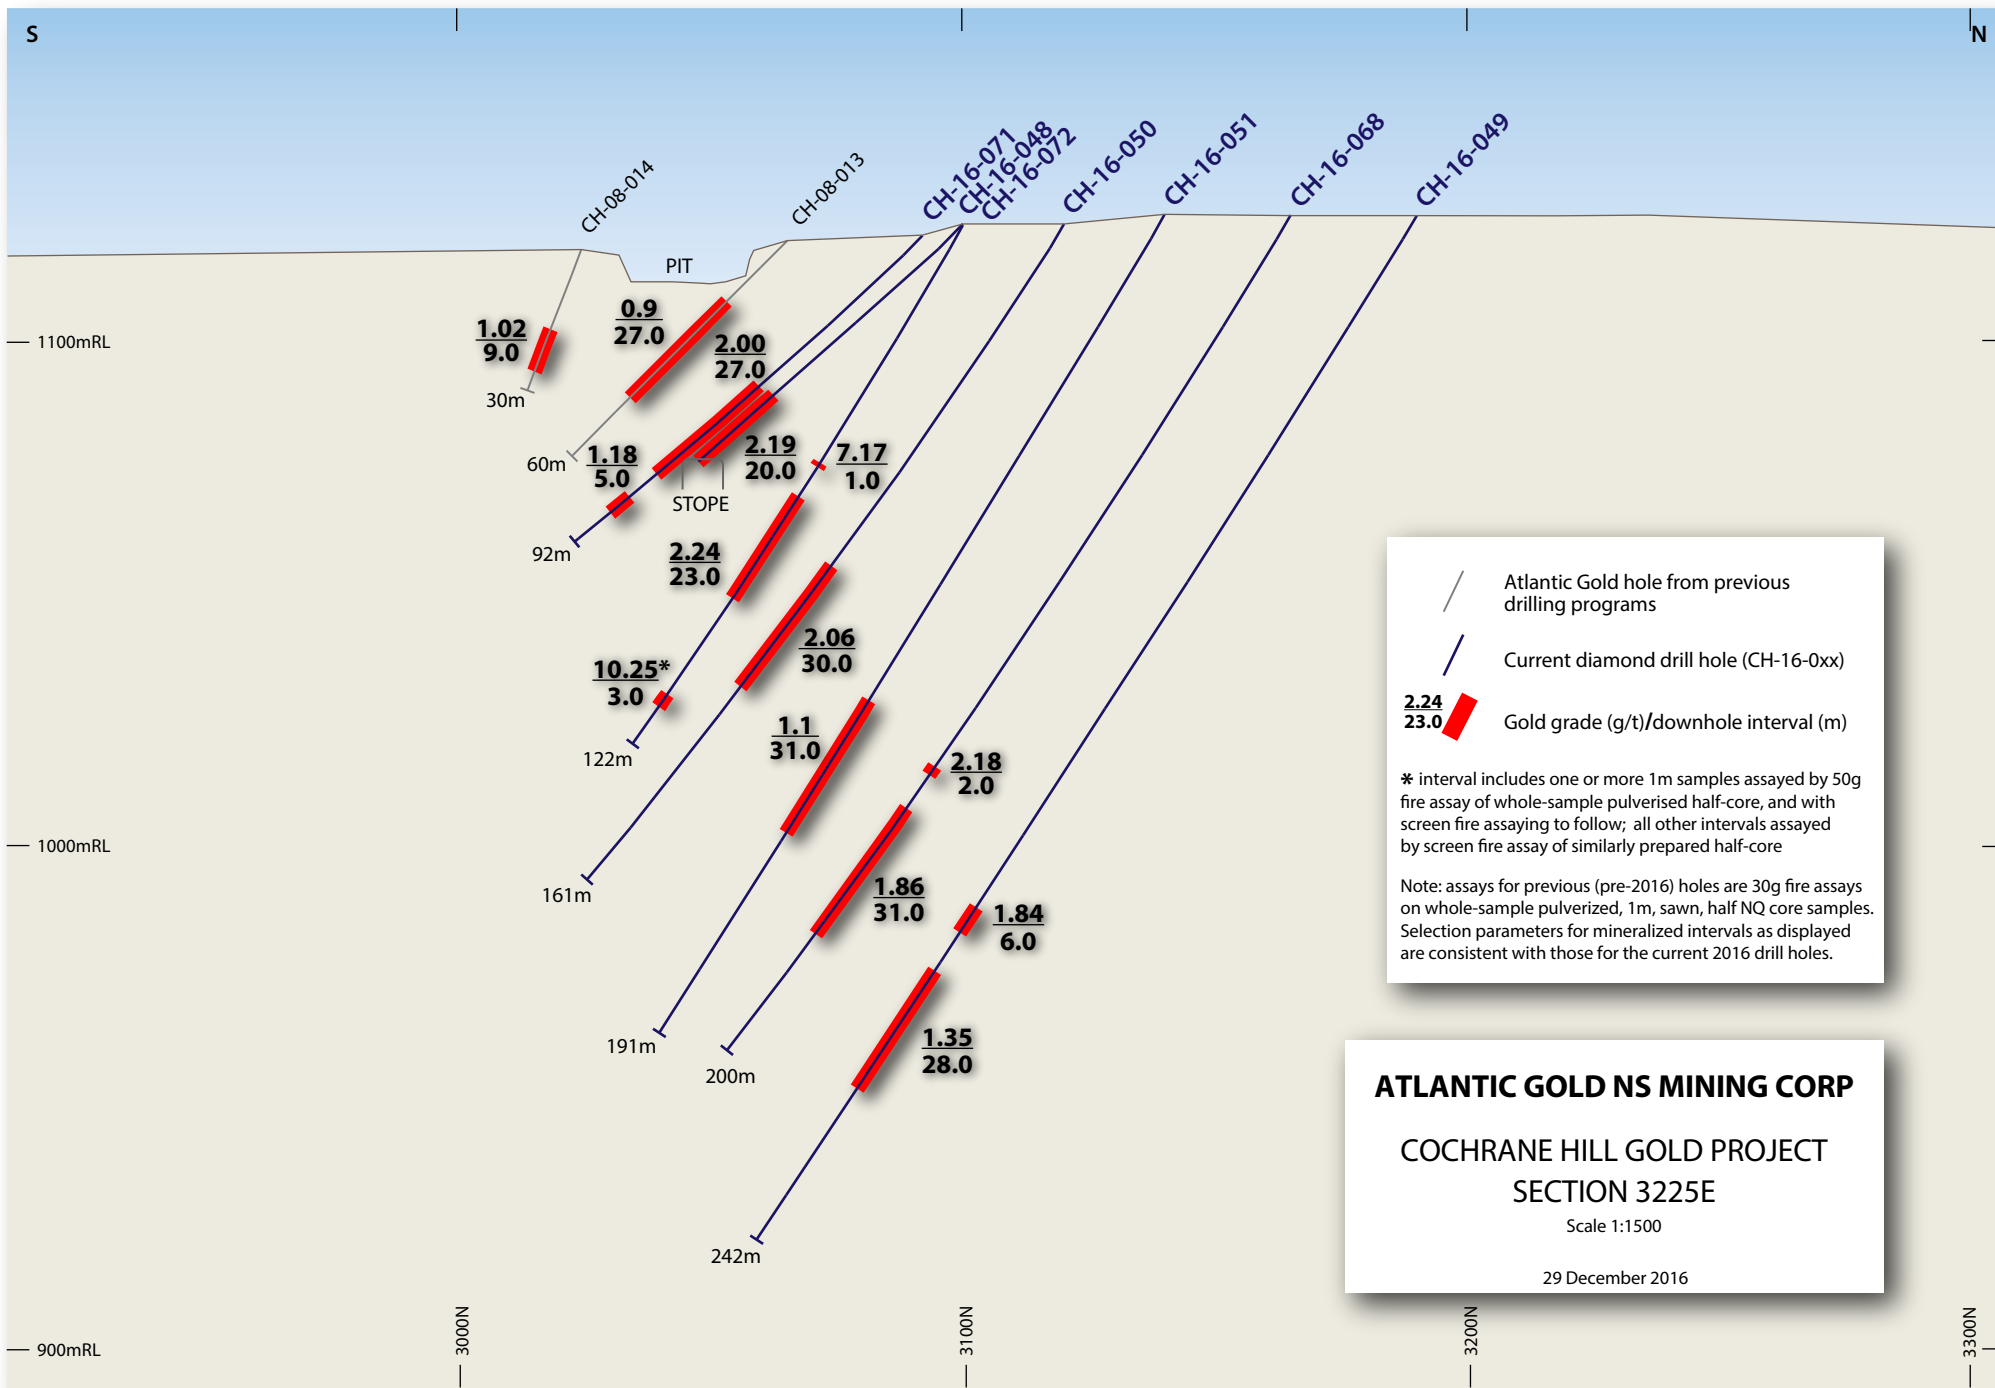 S
N
CH-08-014
CH-08-013
CH-16-071
CH-16-048
CH-16-072
CH-16-050
CH-16-051
CH-16-068
CH-16-049
PIT
1100mRL
1.02
9.0
0.9
27.0
2.00
27.0
30m
60m
1.18
5.0
2.19
20.0
7.17
1.0
STOPE
92m
2.24
23.0
2.06
30.0
10.25*
3.0
122m
1.1
31.0
2.18
2.0
1000mRL
161m
1.86
31.0
1.84
6.0
191m
200m
1.35
28.0
242m
900mRL
3000N
3100N
3200N
3300N
Atlantic Gold hole from previous
drilling programs
Current diamond drill hole (CH-16-0xx)
2.24
23.0
Gold grade (g/t)/downhole interval (m)
* interval includes one or more 1m samples assayed by 50g
fire assay of whole-sample pulverised half-core, and with
screen fire assaying to follow; all other intervals assayed
by screen fire assay of similarly prepared half-core
Note: assays for previous (pre-2016) holes are 30g fire assays
on whole-sample pulverized, 1m, sawn, half NQ core samples.
Selection parameters for mineralized intervals as displayed
are consistent with those for the current 2016 drill holes.
ATLANTIC GOLD NS MINING CORP
COCHRANE HILL GOLD PROJECT
SECTION 3225E
Scale 1:1500
29 December 2016